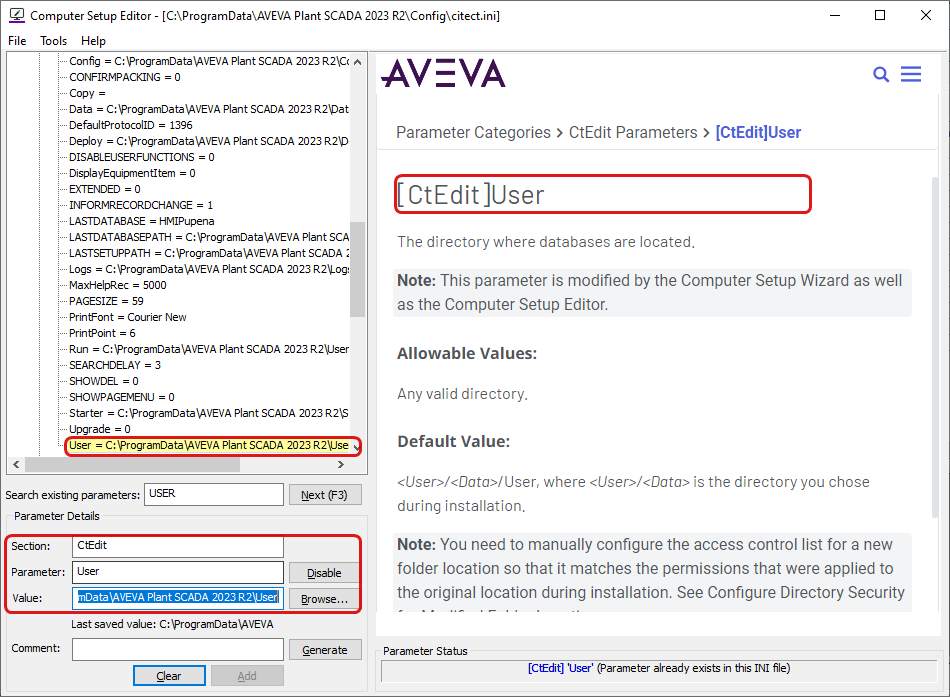 Computer Setup Editor - [C:\ProgramData\AVEVA Plant SCADA 2023 R2\Config\citect.ini]
File Tools Help
Config = C:\ProgramData\AVEVA Plant SCADA 2023 R2\Co
CONFIRMPACKING = 0
Copy =
Data = C:\ProgramData\AVEVA Plant SCADA 2023 R2\Dat
DefaultProtocolID = 1396
Deploy = C:\ProgramData\AVEVA Plant SCADA 2023 R2\D
DISABLEUSERFUNCTIONS = 0
DisplayEquipmentItem = 0
EXTENDED = 0
INFORMRECORDCHANGE = 1
LASTDATABASE = HMIPupena
LASTDATABASEPATH = C:\ProgramData\AVEVA Plant SCA
LASTSETUPPATH = C:\ProgramData\AVEVA Plant SCADA 2
Logs = C:\ProgramData\AVEVA Plant SCADA 2023 R2\Logs
MaxHelpRec = 5000
PAGESIZE = 59
PrintFont = Courier New
PrintPoint = 6
Run = C:\ProgramData\AVEVA Plant SCADA 2023 R2\User
SEARCHDELAY = 3
SHOWDEL = 0
SHOWPAGEMENU = 0
Starter = C:\ProgramData\AVEVA Plant SCADA 2023 R2\S
Upgrade = 0
User = C:\ProgramData\AVEVA Plant SCADA 2023 R2\Use
Search existing parameters: USER Next (F3)
Parameter Details
Section: CtEdit
Parameter: User Disable
Value: mData\AVEVA Plant SCADA 2023 R2\User Browse...
Last saved value: C:\ProgramData\AVEVA
Comment: Generate
Clear Add
AVEVA
Parameter Categories > CtEdit Parameters > [CtEdit]User
[CtEdit]User
The directory where databases are located.
Note: This parameter is modified by the Computer Setup Wizard as well
as the Computer Setup Editor.
Allowable Values:
Any valid directory.
Default Value:
<User>/<Data>/User, where <User>/<Data> is the directory you chose
during installation.
Note: You need to manually configure the access control list for a new
folder location so that it matches the permissions that were applied to
the original location during installation. See Configure Directory Security
Parameter Status
[CtEdit] 'User' (Parameter already exists in this INI file)